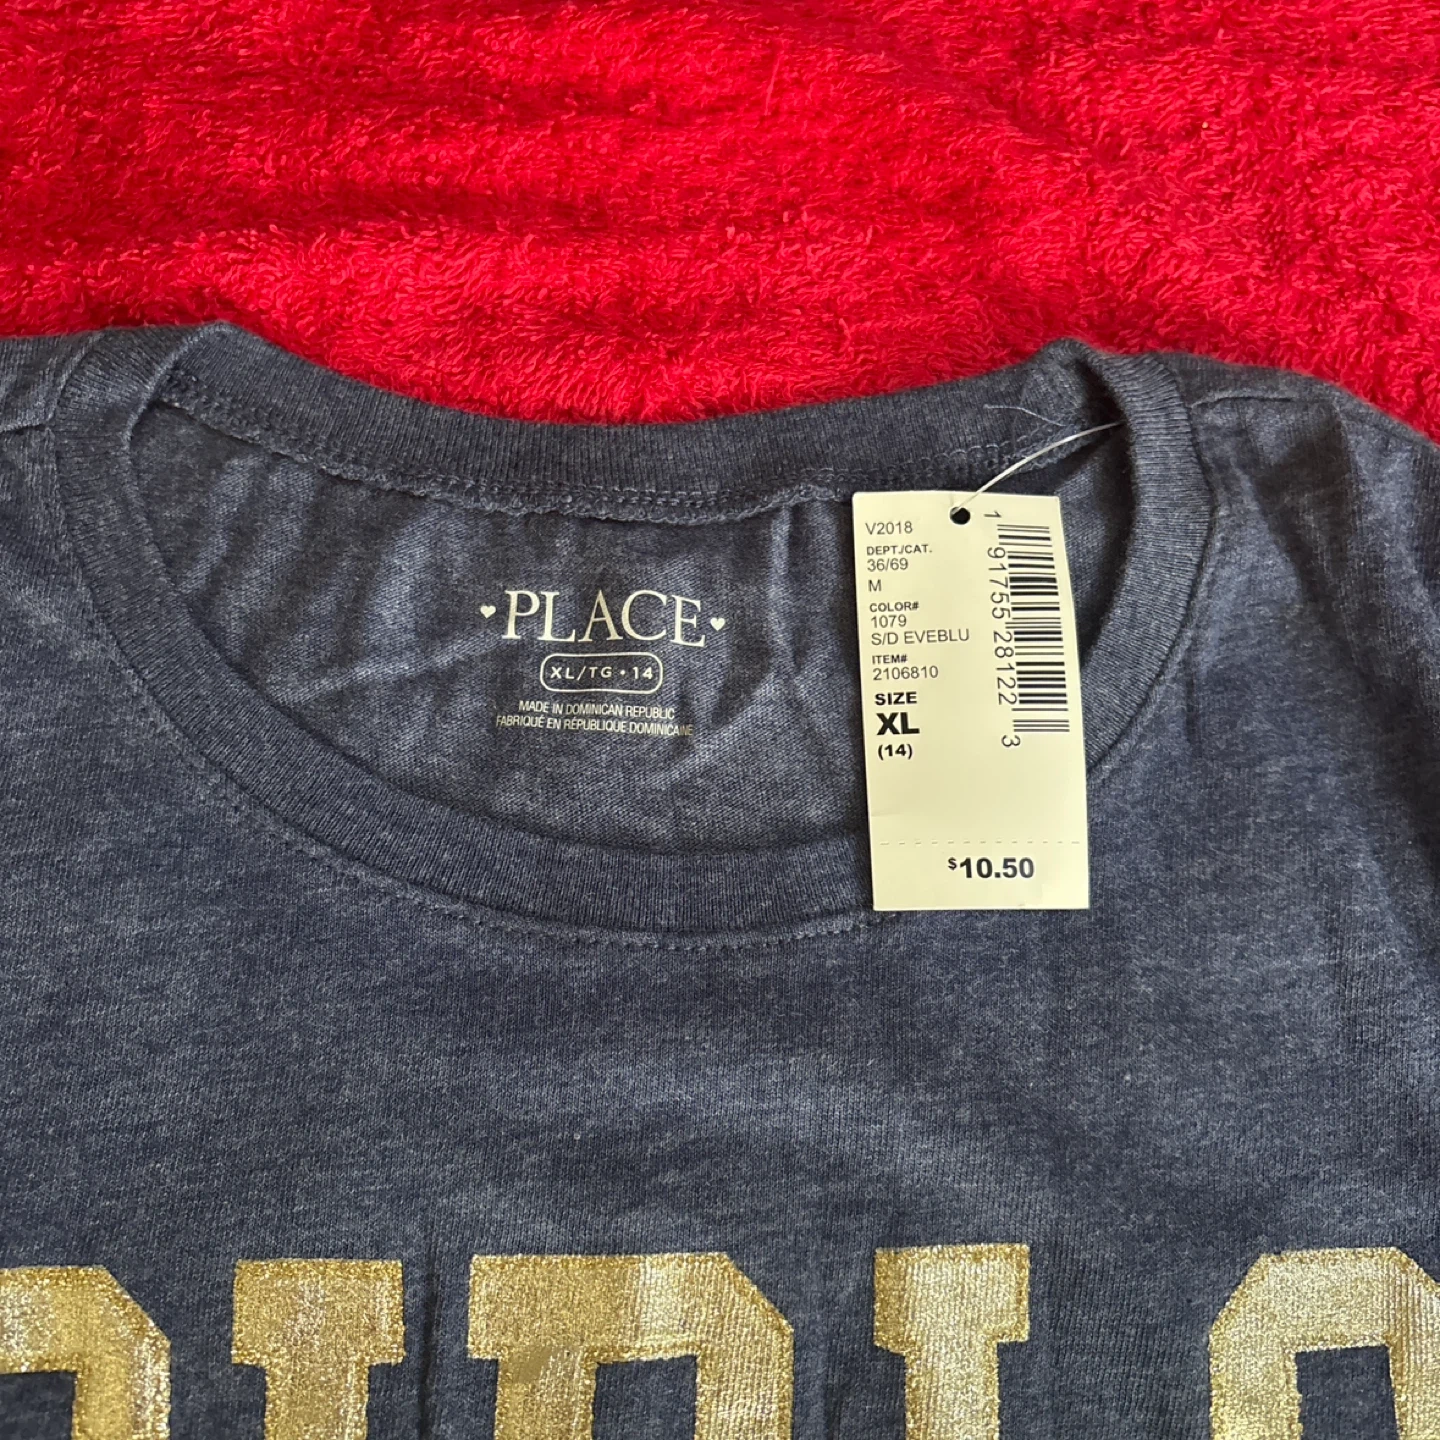 ♥PLACE♥
XL/TG • 14
MADE IN DOMINICAN REPUBLIC
FABRIQUÉ EN RÉPUBLIQUE DOMINICAINE
V2018
DEPT./CAT.
36/69
M
COLOR#
1079
S/D EVEBLU
ITEM#
2106810
SIZE
XL
(14)
1 91755 28122 3
$10.50